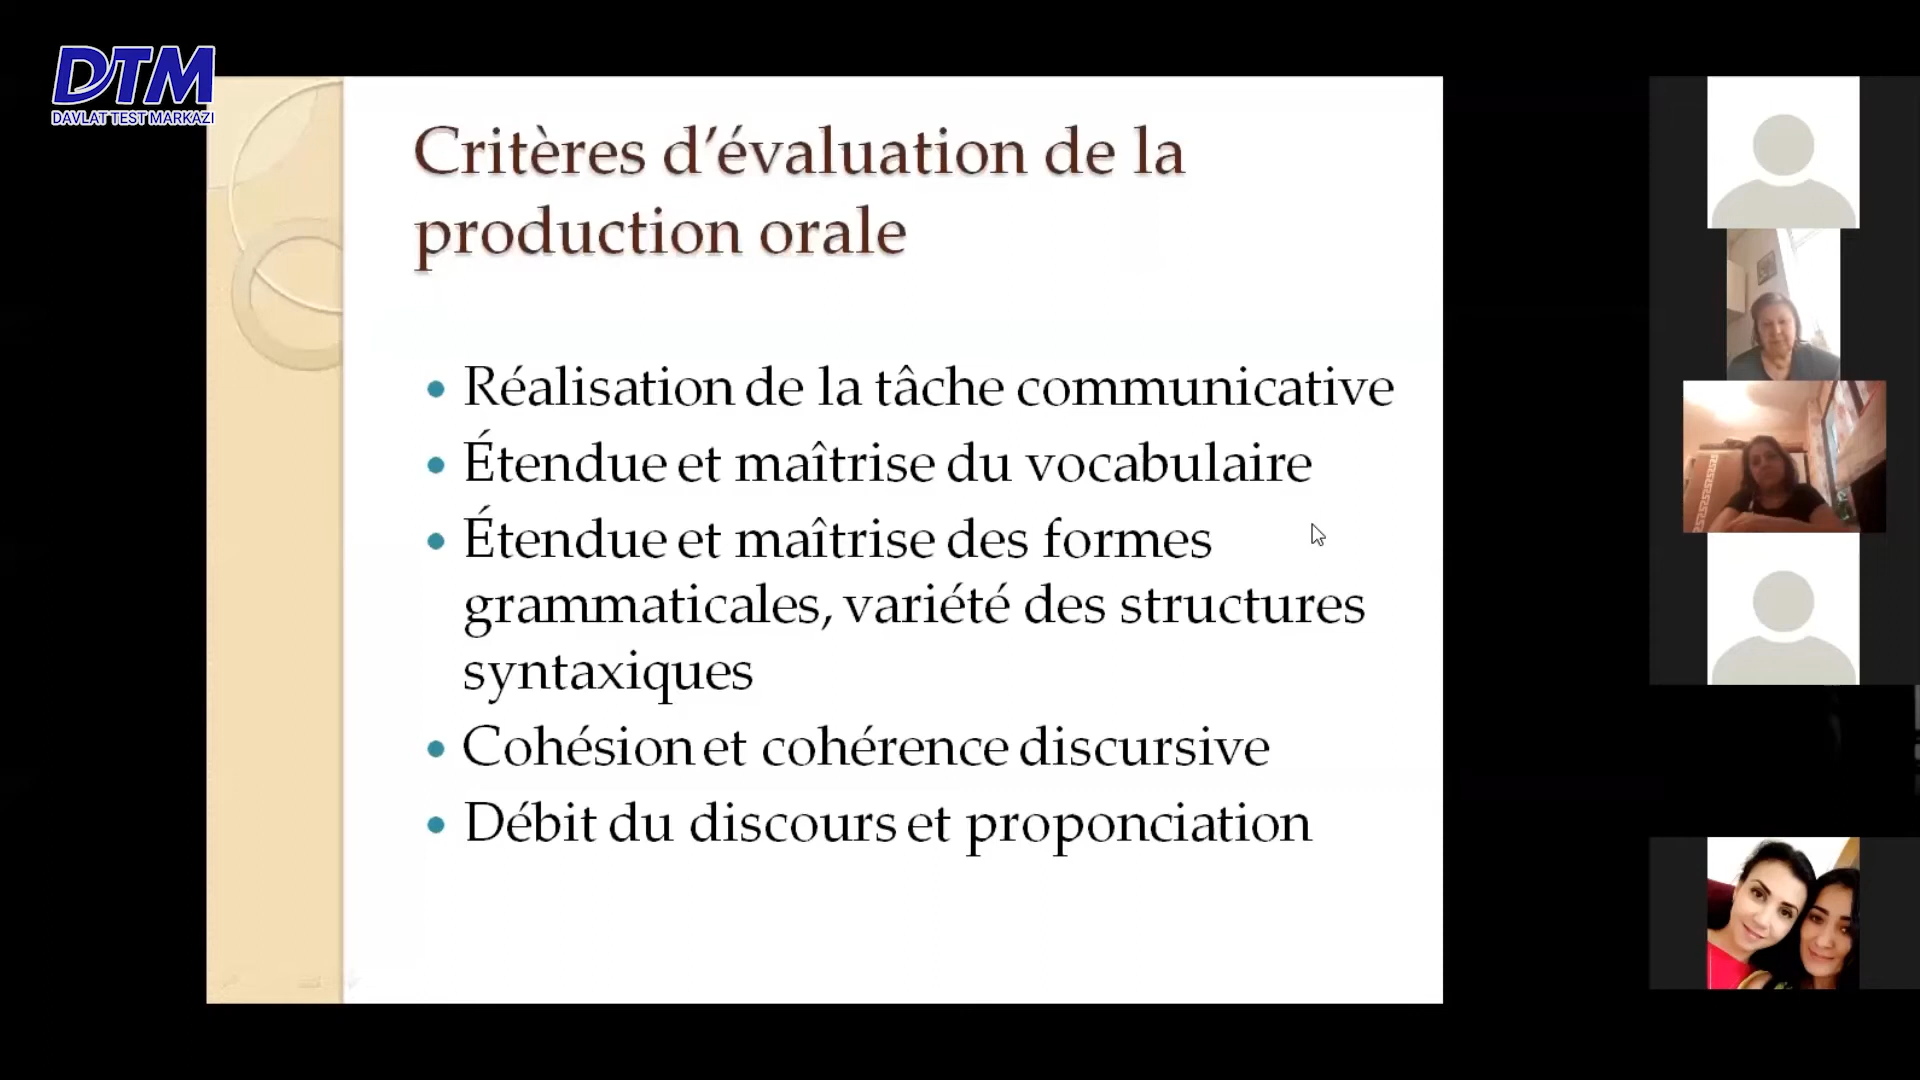 DTM
DAVLAT TEST MARKAZI
Critères d’évaluation de la
production orale
• Réalisation de la tâche communicative
• Étendue et maîtrise du vocabulaire
• Étendue et maîtrise des formes
grammaticales, variété des structures
syntaxiques
• Cohésion et cohérence discursive
• Débit du discours et proponciation